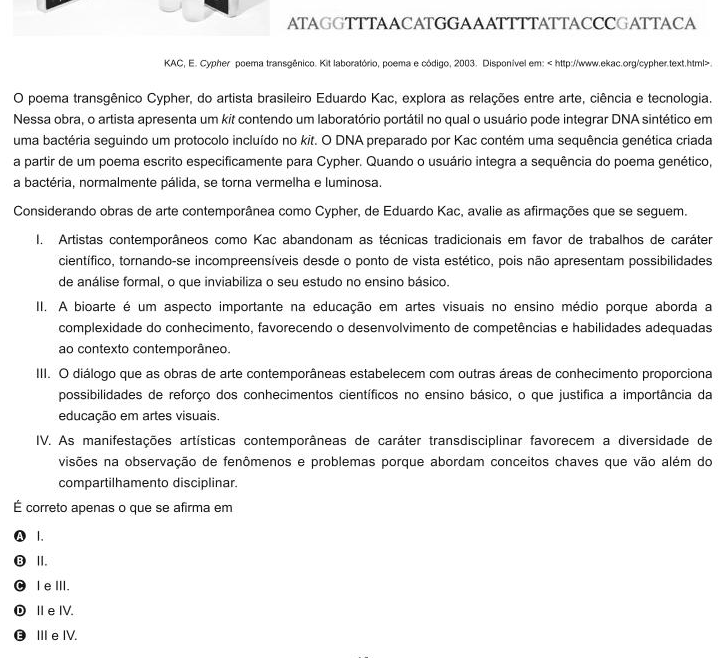 ATAGGTTTAACATGGAAATTTTATTACCCGATTACA
KAC, E. Cypher poema transgênico. Kit laboratório, poema e código, 2003. Disponível em: < http://www.ekac.org/cypher.text.html>.
O poema transgênico Cypher, do artista brasileiro Eduardo Kac, explora as relações entre arte, ciência e tecnologia.
Nessa obra, o artista apresenta um kit contendo um laboratório portátil no qual o usuário pode integrar DNA sintético em
uma bactéria seguindo um protocolo incluído no kit. O DNA preparado por Kac contém uma sequência genética criada
a partir de um poema escrito especificamente para Cypher. Quando o usuário integra a sequência do poema genético,
a bactéria, normalmente pálida, se torna vermelha e luminosa.
Considerando obras de arte contemporânea como Cypher, de Eduardo Kac, avalie as afirmações que se seguem.
I. Artistas contemporâneos como Kac abandonam as técnicas tradicionais em favor de trabalhos de caráter
científico, tornando-se incompreensíveis desde o ponto de vista estético, pois não apresentam possibilidades
de análise formal, o que inviabiliza o seu estudo no ensino básico.
II. A bioarte é um aspecto importante na educação em artes visuais no ensino médio porque aborda a
complexidade do conhecimento, favorecendo o desenvolvimento de competências e habilidades adequadas
ao contexto contemporâneo.
III. O diálogo que as obras de arte contemporâneas estabelecem com outras áreas de conhecimento proporciona
possibilidades de reforço dos conhecimentos científicos no ensino básico, o que justifica a importância da
educação em artes visuais.
IV. As manifestações artísticas contemporâneas de caráter transdisciplinar favorecem a diversidade de
visões na observação de fenômenos e problemas porque abordam conceitos chaves que vão além do
compartilhamento disciplinar.
É correto apenas o que se afirma em
A I.
B II.
C I e III.
D II e IV.
E III e IV.